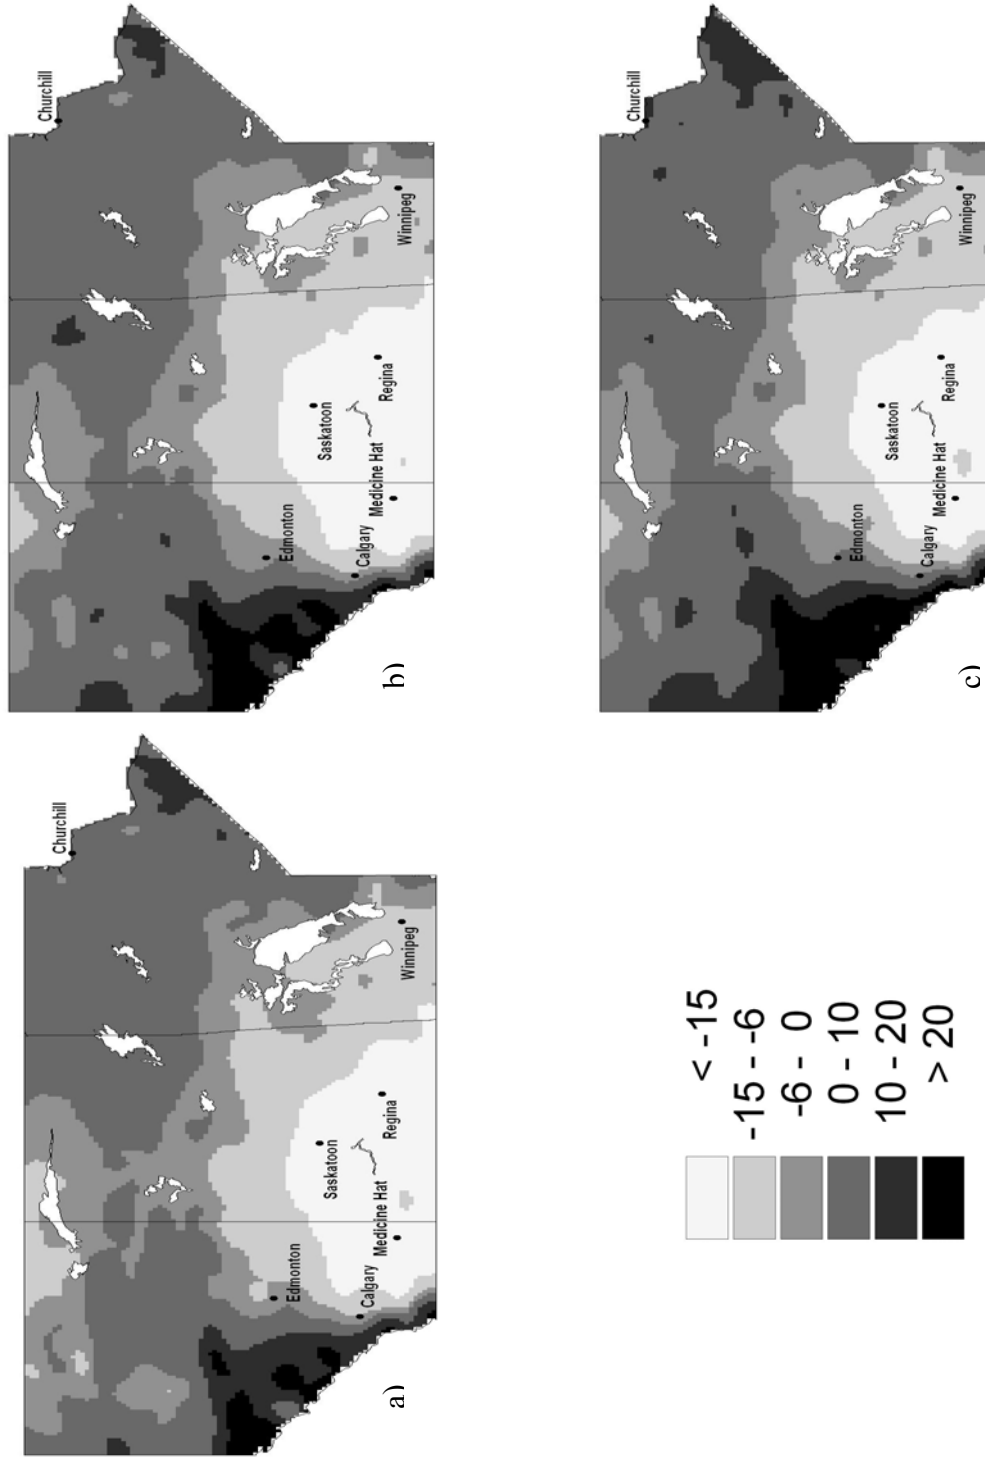 Churchill
Edmonton
Saskatoon
Calgary
Medicine Hat
Regina
Winnipeg
b)
Churchill
Edmonton
Saskatoon
Calgary
Medicine Hat
Regina
Winnipeg
c)
Churchill
Edmonton
Saskatoon
Calgary
Medicine Hat
Regina
Winnipeg
a)
< -15
-15 - -6
-6 - 0
0 - 10
10 - 20
> 20